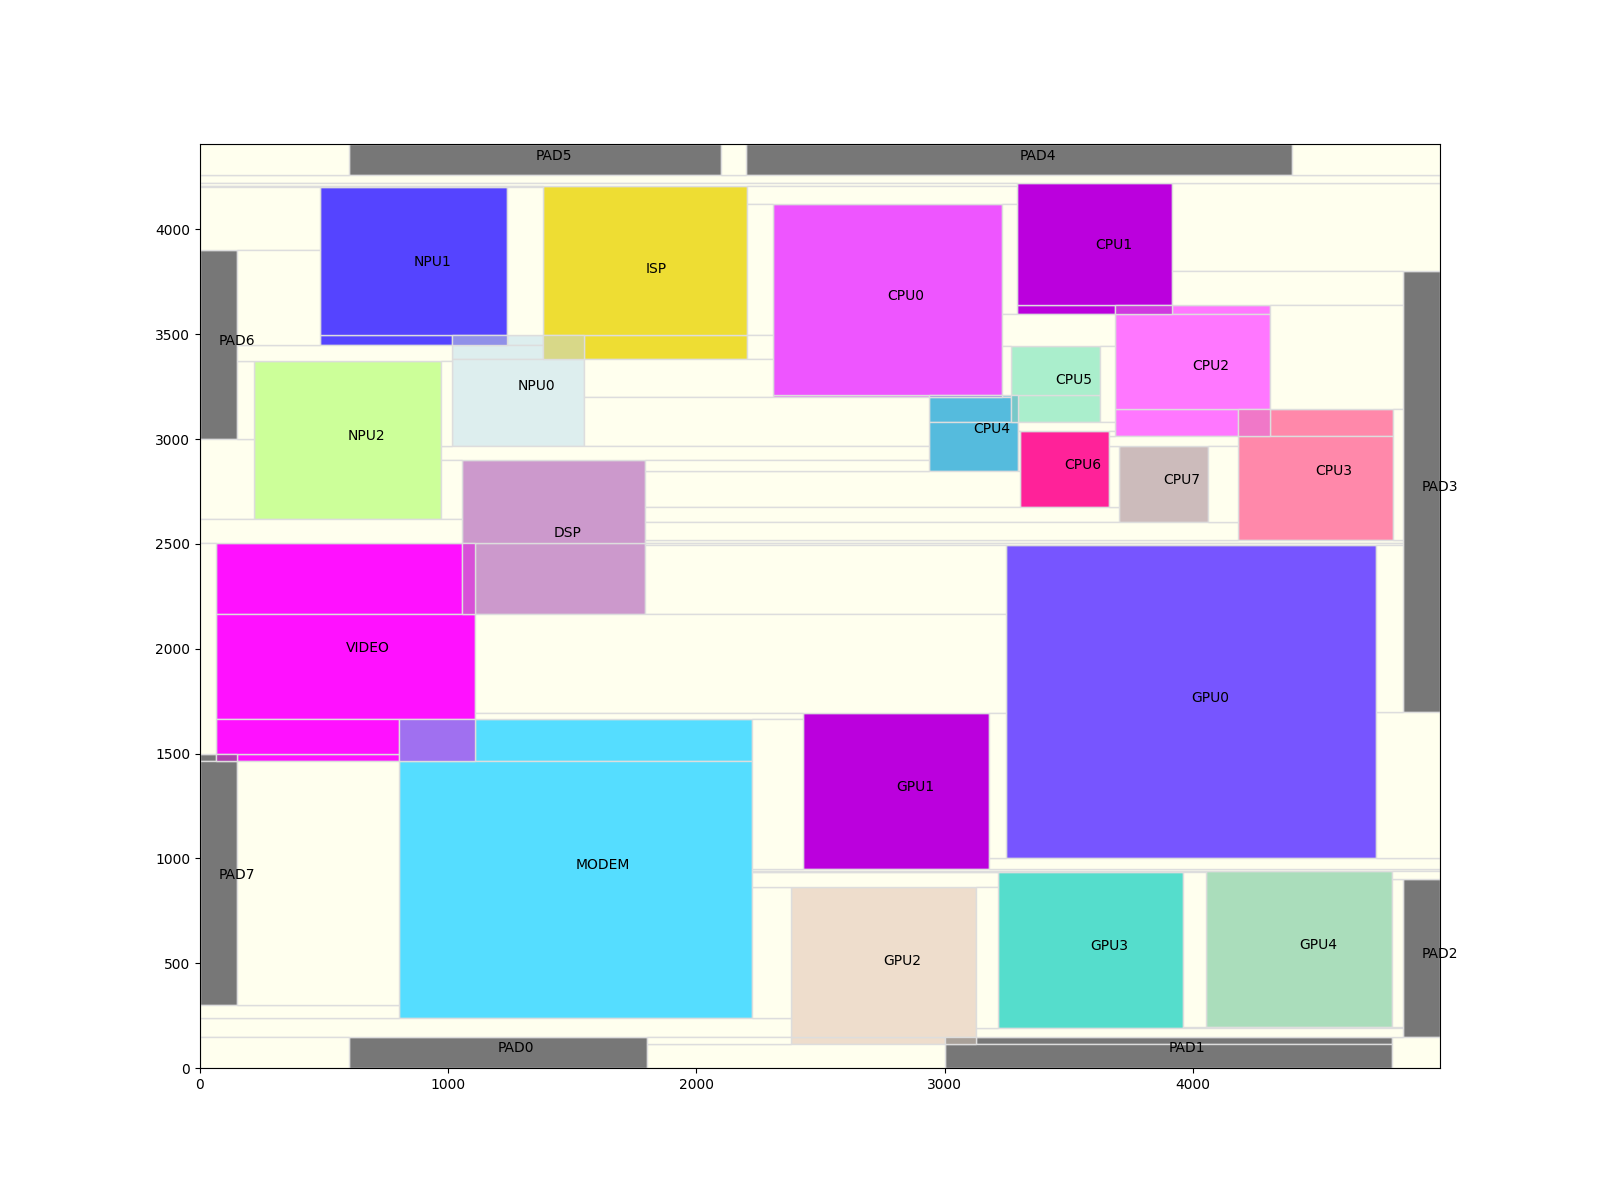 PAD5
PAD4
4000
CPU1
NPU1
ISP
CPU0
3500
PAD6
CPU2
CPU5
NPU0
3000
NPU2
CPU4
CPU6
CPU3
CPU7
PAD3
2500
DSP
2000
VIDEO
GPU0
1500
GPU1
1000
PAD7
MODEM
500
GPU2
GPU3
GPU4
PAD2
0
PAD0
PAD1
0 1000 2000 3000 4000